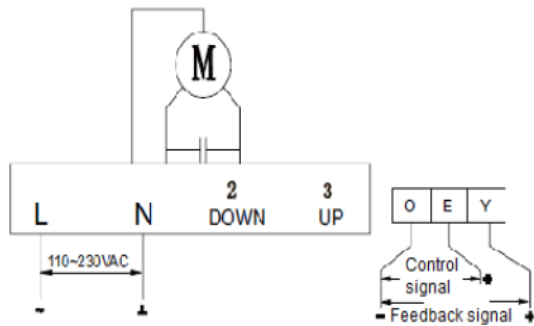 M
2 3
L N DOWN UP
O E Y
110~230VAC
Control
signal +
~
- Feedback signal +